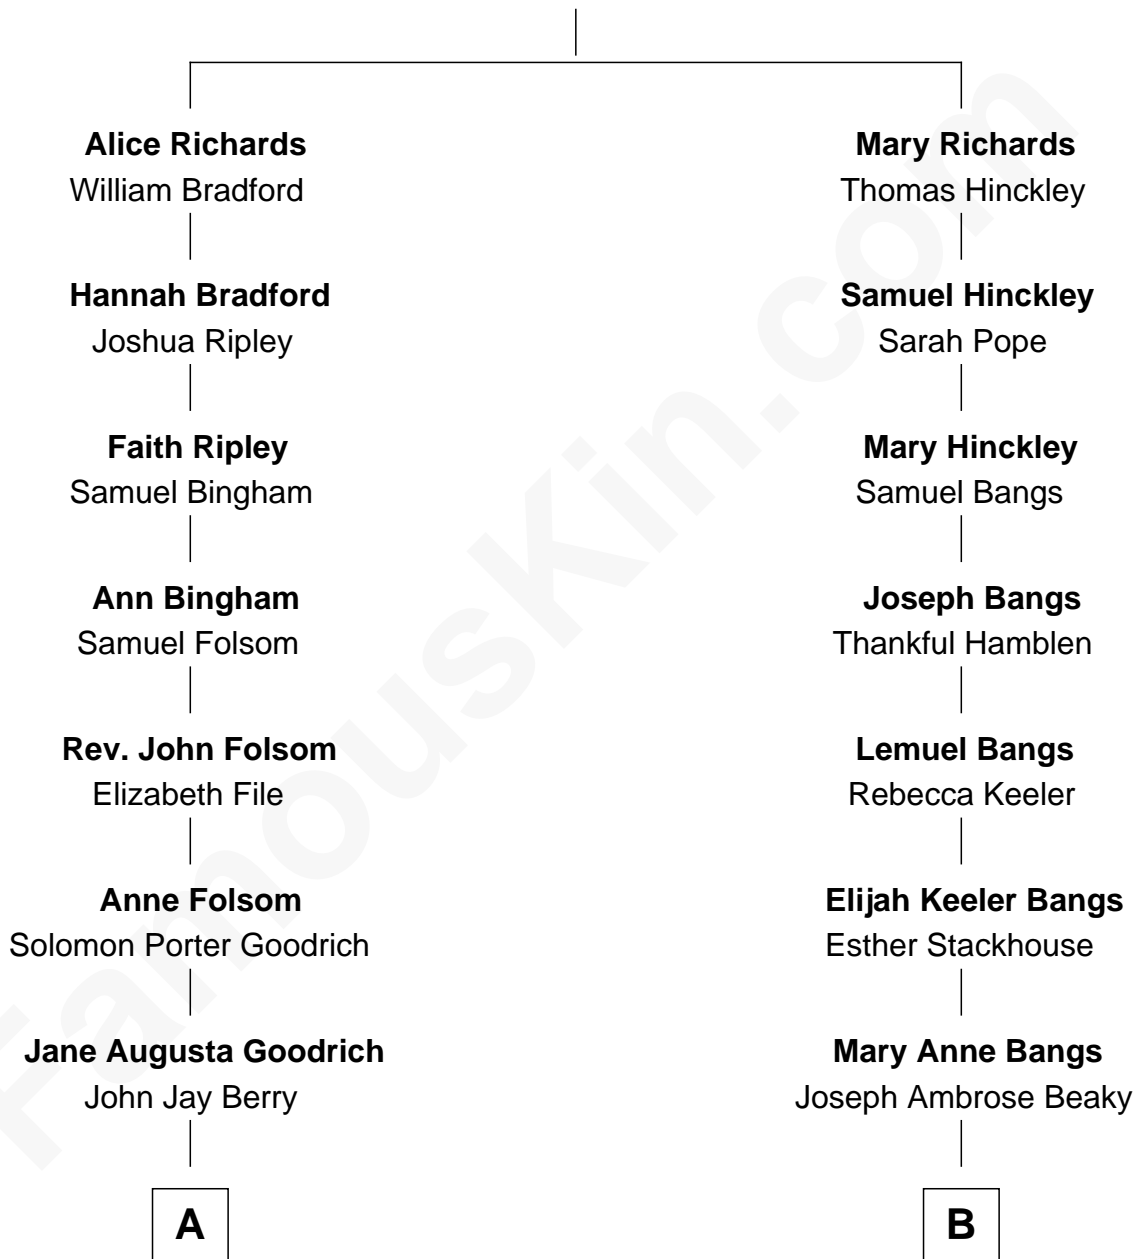 Alice Richards
William Bradford
Hannah Bradford
Joshua Ripley
Faith Ripley
Samuel Bingham
Ann Bingham
Samuel Folsom
Rev. John Folsom
Elizabeth File
Anne Folsom
Solomon Porter Goodrich
Jane Augusta Goodrich
John Jay Berry
A
Mary Richards
Thomas Hinckley
Samuel Hinckley
Sarah Pope
Mary Hinckley
Samuel Bangs
Joseph Bangs
Thankful Hamblen
Lemuel Bangs
Rebecca Keeler
Elijah Keeler Bangs
Esther Stackhouse
Mary Anne Bangs
Joseph Ambrose Beaky
B
FamousKin.com